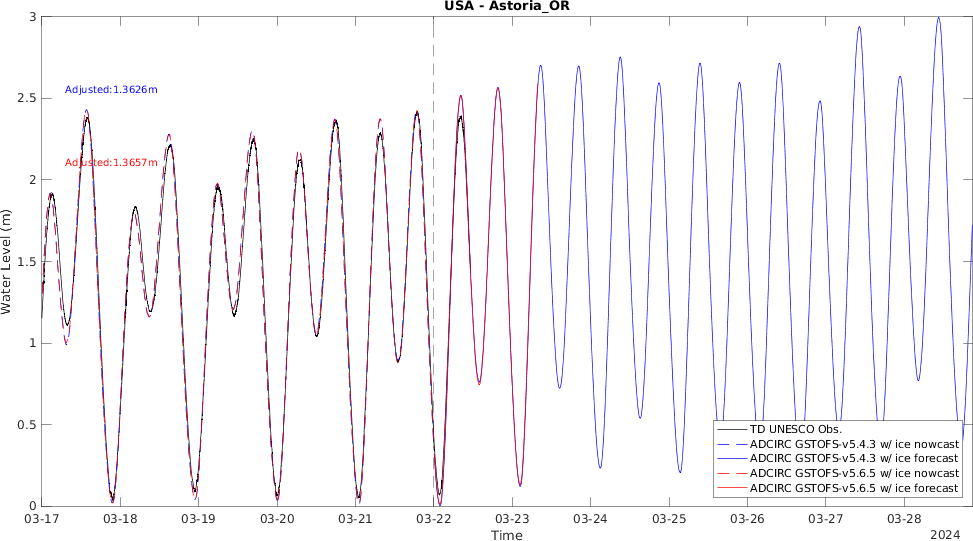 USA - Astoria_OR
Adjusted:1.3626m
Adjusted:1.3657m
Water Level (m)
3
2.5
2
1.5
1
0.5
0
03-17 03-18 03-19 03-20 03-21 03-22 03-23 03-24 03-25 03-26 03-27 03-28
Time
2024
TD UNESCO Obs.
ADCIRC GSTOFS-v5.4.3 w/ ice nowcast
ADCIRC GSTOFS-v5.4.3 w/ ice forecast
ADCIRC GSTOFS-v5.6.5 w/ ice nowcast
ADCIRC GSTOFS-v5.6.5 w/ ice forecast